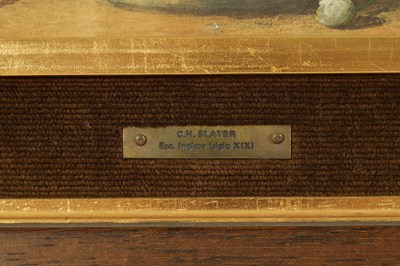 C.H. SLATER
Esc. Inglesa (siglo XIX)